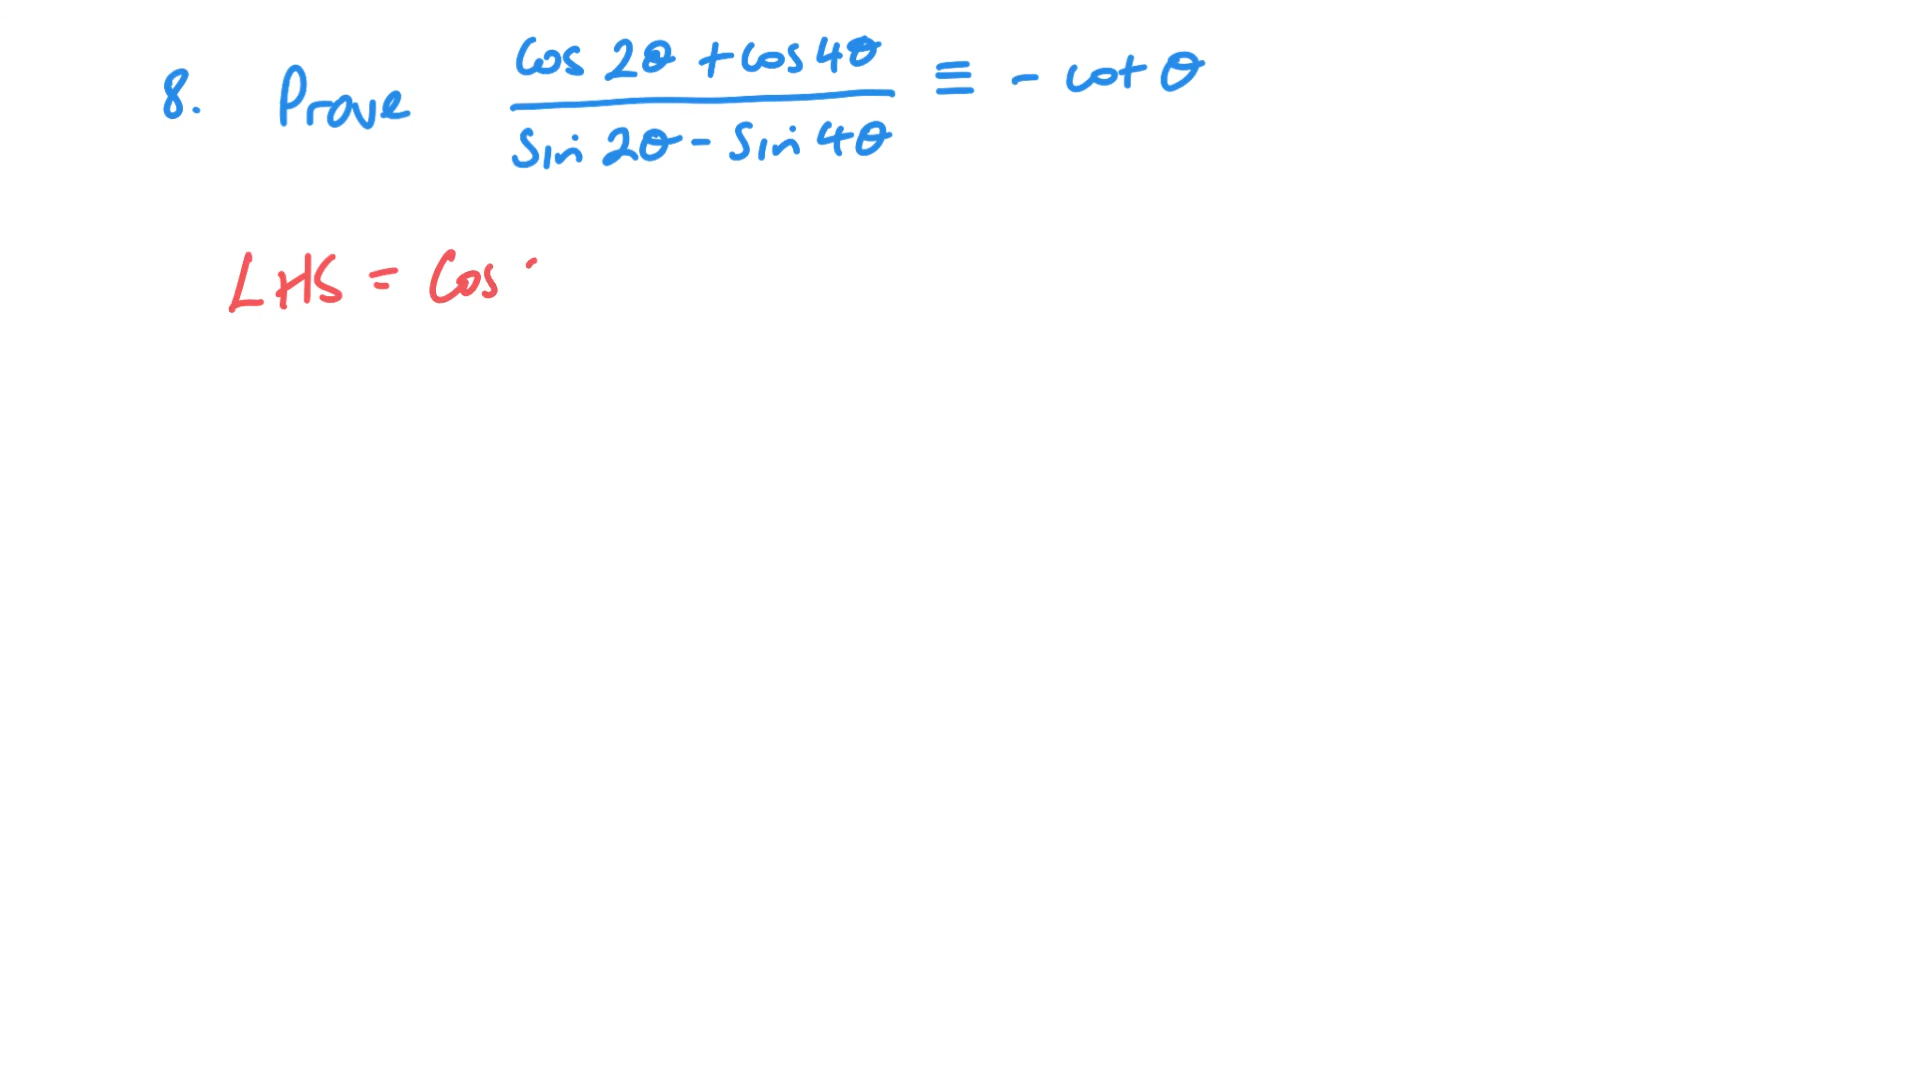 8. Prove (cos 2θ + cos 4θ) / (sin 2θ - sin 4θ) ≡ - cot θ
LHS = Cos